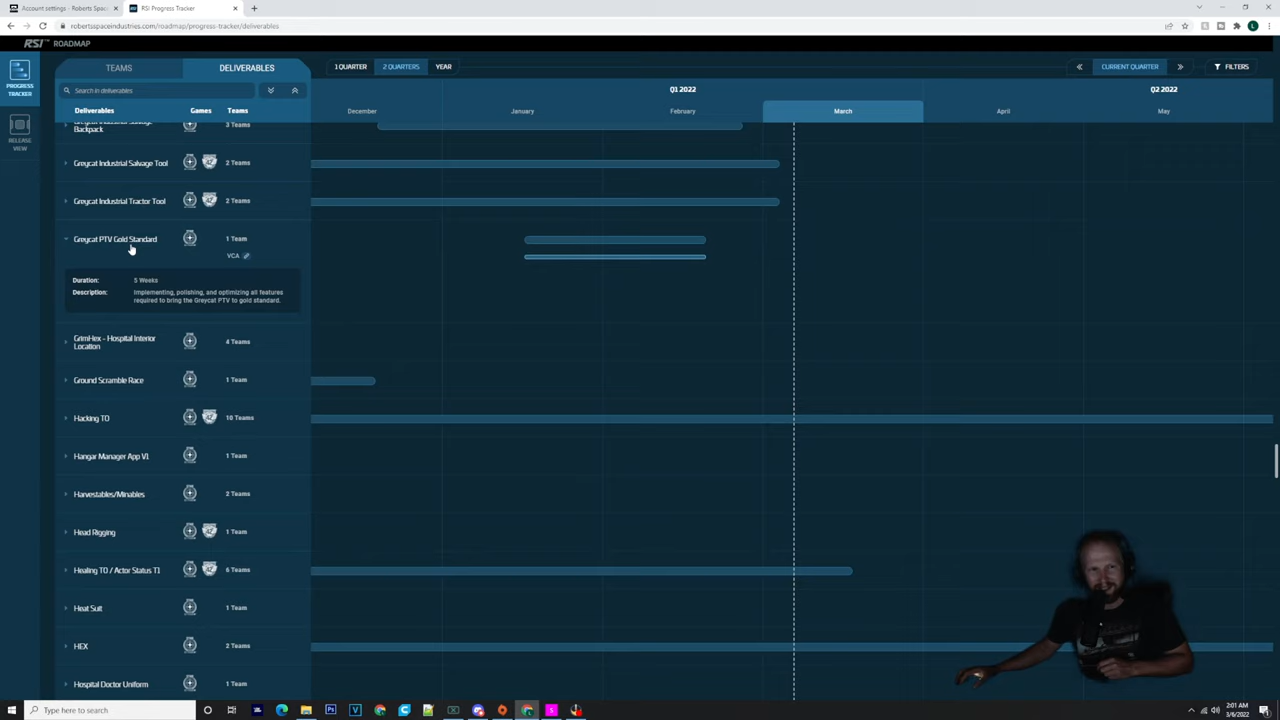 Account settings - Roberts Spac
RSI Progress Tracker
robertsspaceindustries.com/roadmap/progress-tracker/deliverables
RSI ROADMAP
PROGRESS TRACKER
RELEASE VIEW
TEAMS
DELIVERABLES
1 QUARTER
2 QUARTERS
YEAR
CURRENT QUARTER
FILTERS
Search in deliverables
Q1 2022
Q2 2022
Deliverables
Games
Teams
December
January
February
March
April
May
Backpack
3 Teams
Greycat Industrial Salvage Tool
2 Teams
Greycat Industrial Tractor Tool
2 Teams
Greycat PTV Gold Standard
1 Team
VCA
Duration:
5 Weeks
Description:
Implementing, polishing, and optimizing all features
required to bring the Greycat PTV to gold standard.
GrimHex - Hospital Interior
Location
4 Teams
Ground Scramble Race
1 Team
Hacking T0
10 Teams
Hangar Manager App V1
1 Team
Harvestables/Minables
2 Teams
Head Rigging
1 Team
Healing T0 / Actor Status T1
6 Teams
Heat Suit
1 Team
HEX
2 Teams
Hospital Doctor Uniform
1 Team
Type here to search
2:01 AM
3/6/2022